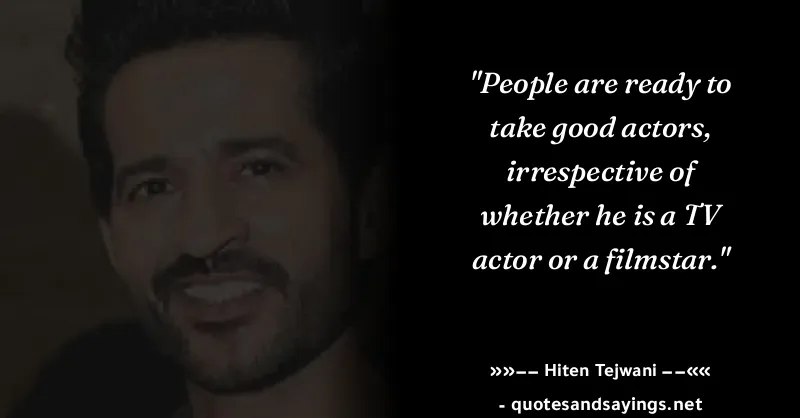 "People are ready to
take good actors,
irrespective of
whether he is a TV
actor or a filmstar."
»»−− Hiten Tejwani −−««
- quotesandsayings.net